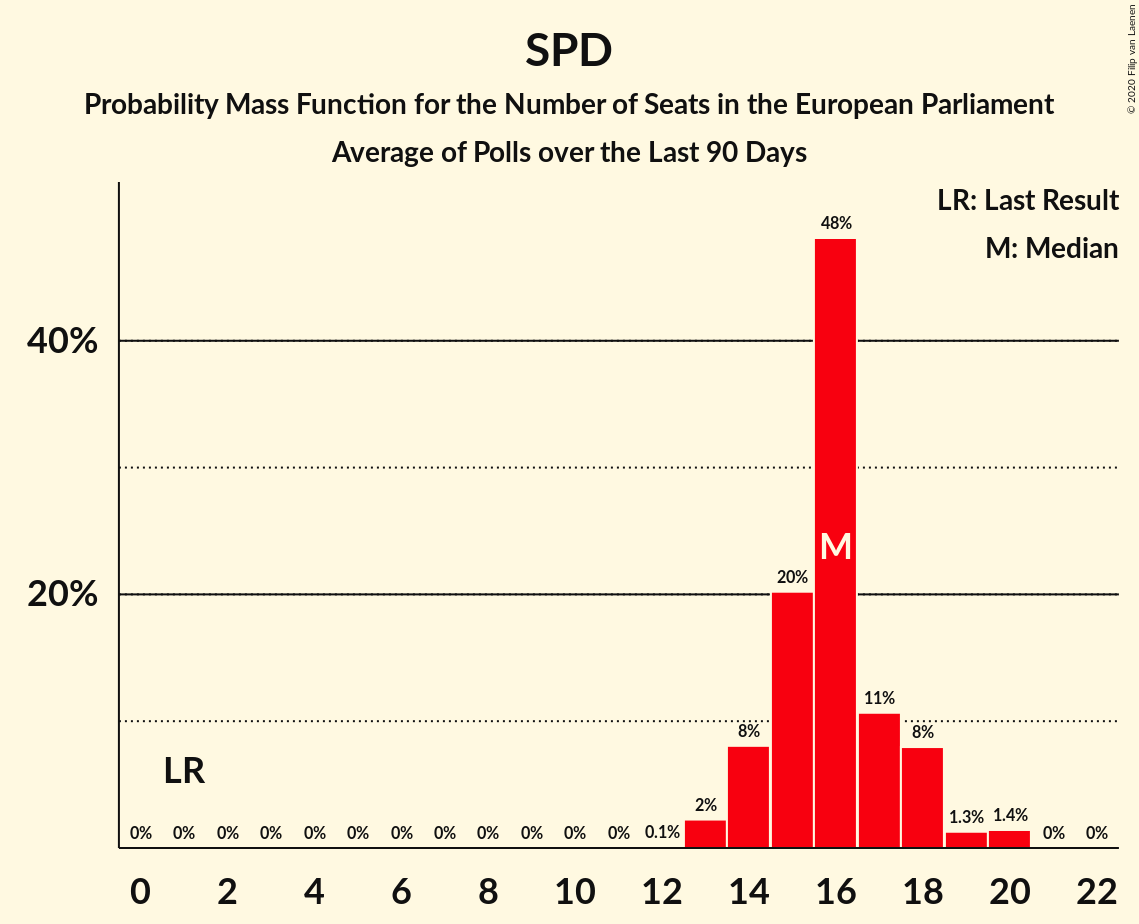 SPD
Probability Mass Function for the Number of Seats in the European Parliament
Average of Polls over the Last 90 Days
© 2020 Filip van Laenen
LR: Last Result
M: Median
48%
40%
M
20%
20%
11%
8%
8%
LR
2%
1.3%
1.4%
0% 0% 0% 0% 0% 0% 0% 0% 0% 0% 0% 0% 0.1% 0% 0%
0 2 4 6 8 10 12 14 16 18 20 22